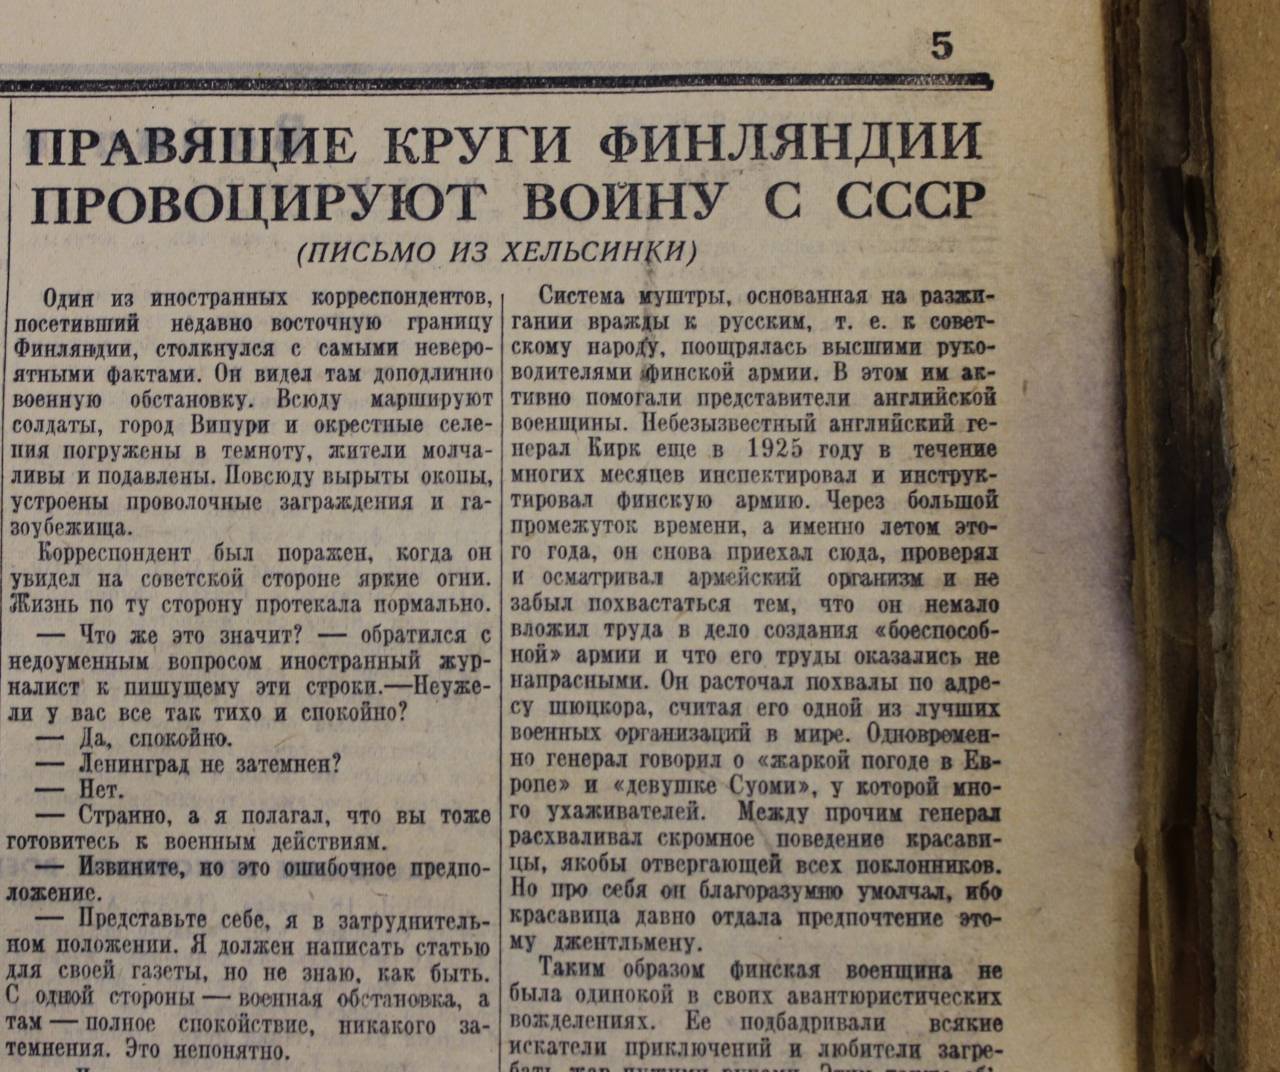 5
ПРАВЯЩИЕ КРУГИ ФИНЛЯНДИИ
ПРОВОЦИРУЮТ ВОЙНУ С СССР
(ПИСЬМО ИЗ ХЕЛЬСИНКИ)
Один из иностранных корреспондентов,
посетивший недавно восточную границу
Финляндии, столкнулся с самыми неверо-
ятными фактами. Он видел там доподлинно
военную обстановку. Всюду маршируют
солдаты, город Випури и окрестные селе-
ния погружены в темноту, жители молча-
ливы и подавлены. Повсюду вырыты окопы,
устроены проволочные заграждения и га-
зоубежища.
Корреспондент был поражен, когда он
увидел на советской стороне яркие огни.
Жизнь по ту сторону протекала нормально.
— Что же это значит? — обратился с
недоуменным вопросом иностранный жур-
налист к пишущему эти строки.—Неуже-
ли у вас все так тихо и спокойно?
— Да, спокойно.
— Ленинград не затемнен?
— Нет.
— Странно, а я полагал, что вы тоже
готовитесь к военным действиям.
— Извините, но это ошибочное предпо-
ложение.
— Представьте себе, я в затруднитель-
ном положении. Я должен написать статью
для своей газеты, но не знаю, как быть.
С одной стороны — военная обстановка, а
там — полное спокойствие, никакого за-
темнения. Это непонятно.
Система муштры, основанная на разжи-
гании вражды к русским, т. е. к совет-
скому народу, поощрялась высшими руко-
водителями финской армии. В этом им ак-
тивно помогали представители английской
военщины. Небезызвестный английский ге-
нерал Кирк еще в 1925 году в течение
многих месяцев инспектировал и инструк-
тировал финскую армию. Через большой
промежуток времени, а именно летом это-
го года, он снова приехал сюда, проверял
и осматривал армейский организм и не
забыл похвастаться тем, что он немало
вложил труда в дело создания «боеспособ-
ной» армии и что его труды оказались не
напрасными. Он расточал похвалы по адре-
су шюцкора, считая его одной из лучших
военных организаций в мире. Одновремен-
но генерал говорил о «жаркой погоде в Ев-
ропе» и «девушке Суоми», у которой мно-
го ухаживателей. Между прочим генерал
расхваливал скромное поведение красави-
цы, якобы отвергающей всех поклонников.
Но про себя он благоразумно умолчал, ибо
красавица давно отдала предпочтение это-
му джентльмену.
Таким образом финская военщина не
была одинокой в своих авантюристических
вожделениях. Ее подбадривали всякие
искатели приключений и любители загре-
бать жар чужими руками.